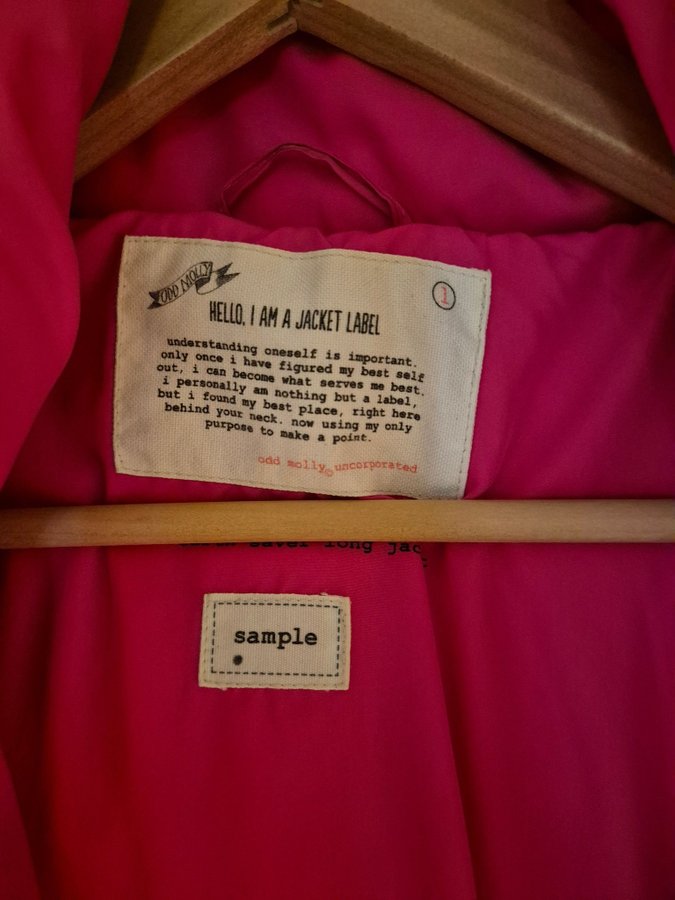 ODD MOLLY
1
HELLO, I AM A JACKET LABEL
understanding oneself is important.
only once i have figured my best self
out, i can become what serves me best.
i personally am nothing but a label,
but i found my best place, right here
behind your neck. now using my only
purpose to make a point.
odd molly© uncorporated
long jac
sample